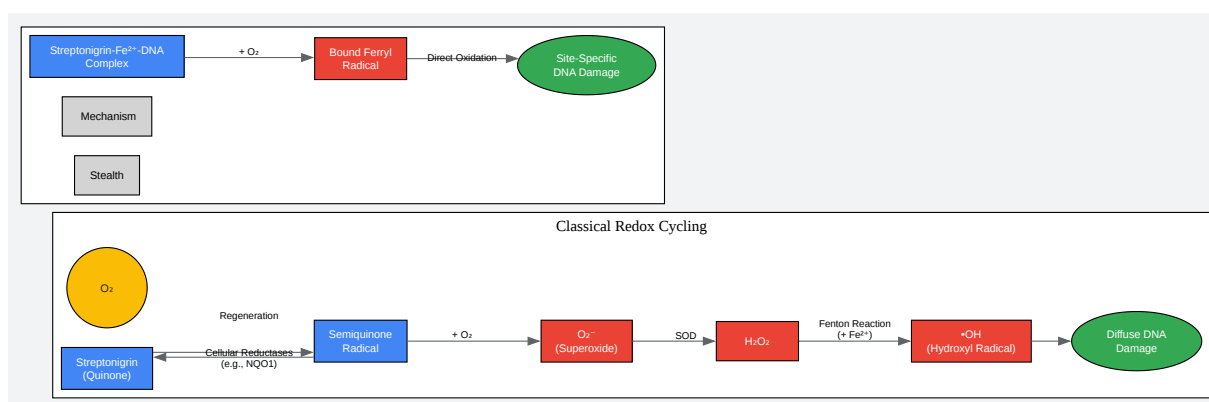 Streptonigrin-Fe²⁺-DNA
Complex
+ O₂
Bound Ferryl
Radical
Direct Oxidation
Site-Specific
DNA Damage
Mechanism
Stealth
Classical Redox Cycling
O₂
Regeneration
Cellular Reductases
(e.g., NQO1)
Streptonigrin
(Quinone)
Semiquinone
Radical
+ O₂
O₂⁻
(Superoxide)
SOD
H₂O₂
Fenton Reaction
(+ Fe²⁺)
•OH
(Hydroxyl Radical)
Diffuse DNA
Damage